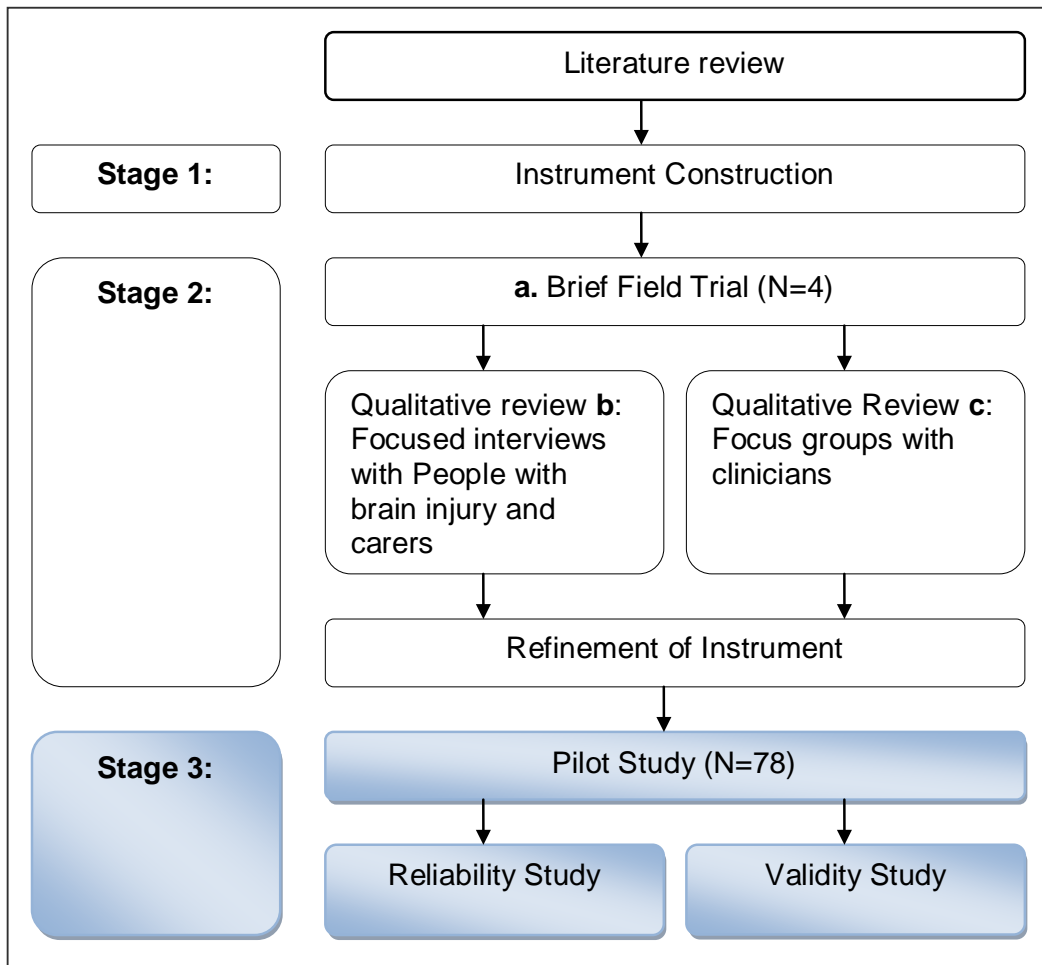 Literature review
Stage 1:
Instrument Construction
Stage 2:
a. Brief Field Trial (N=4)
Qualitative review b:
Focused interviews
with People with
brain injury and
carers
Qualitative Review c:
Focus groups with
clinicians
Refinement of Instrument
Stage 3:
Pilot Study (N=78)
Reliability Study
Validity Study